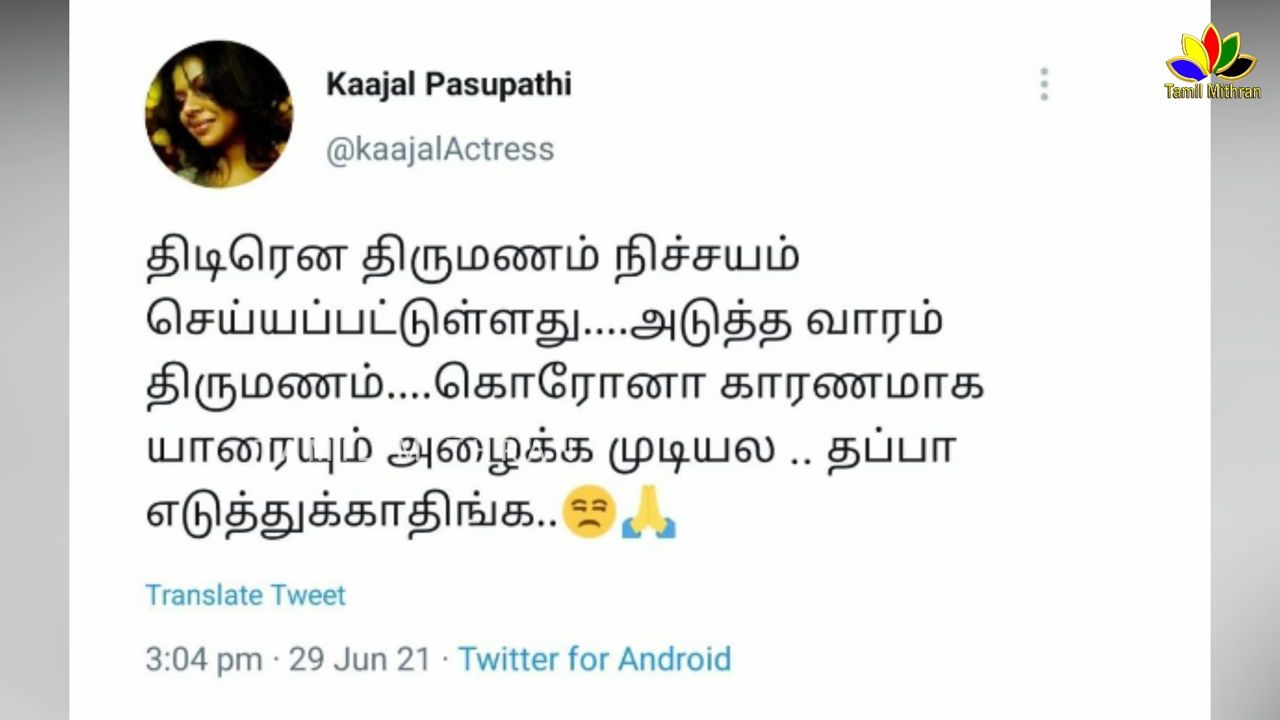 Kaajal Pasupathi
@kaajalActress
Tamil Mithran
திடிரென திருமணம் நிச்சயம்
செய்யப்பட்டுள்ளது....அடுத்த வாரம்
திருமணம்....கொரோனா காரணமாக
யாரையும் அழைக்க முடியல .. தப்பா
எடுத்துக்காதிங்க..😒🙏
Translate Tweet
3:04 pm · 29 Jun 21 · Twitter for Android